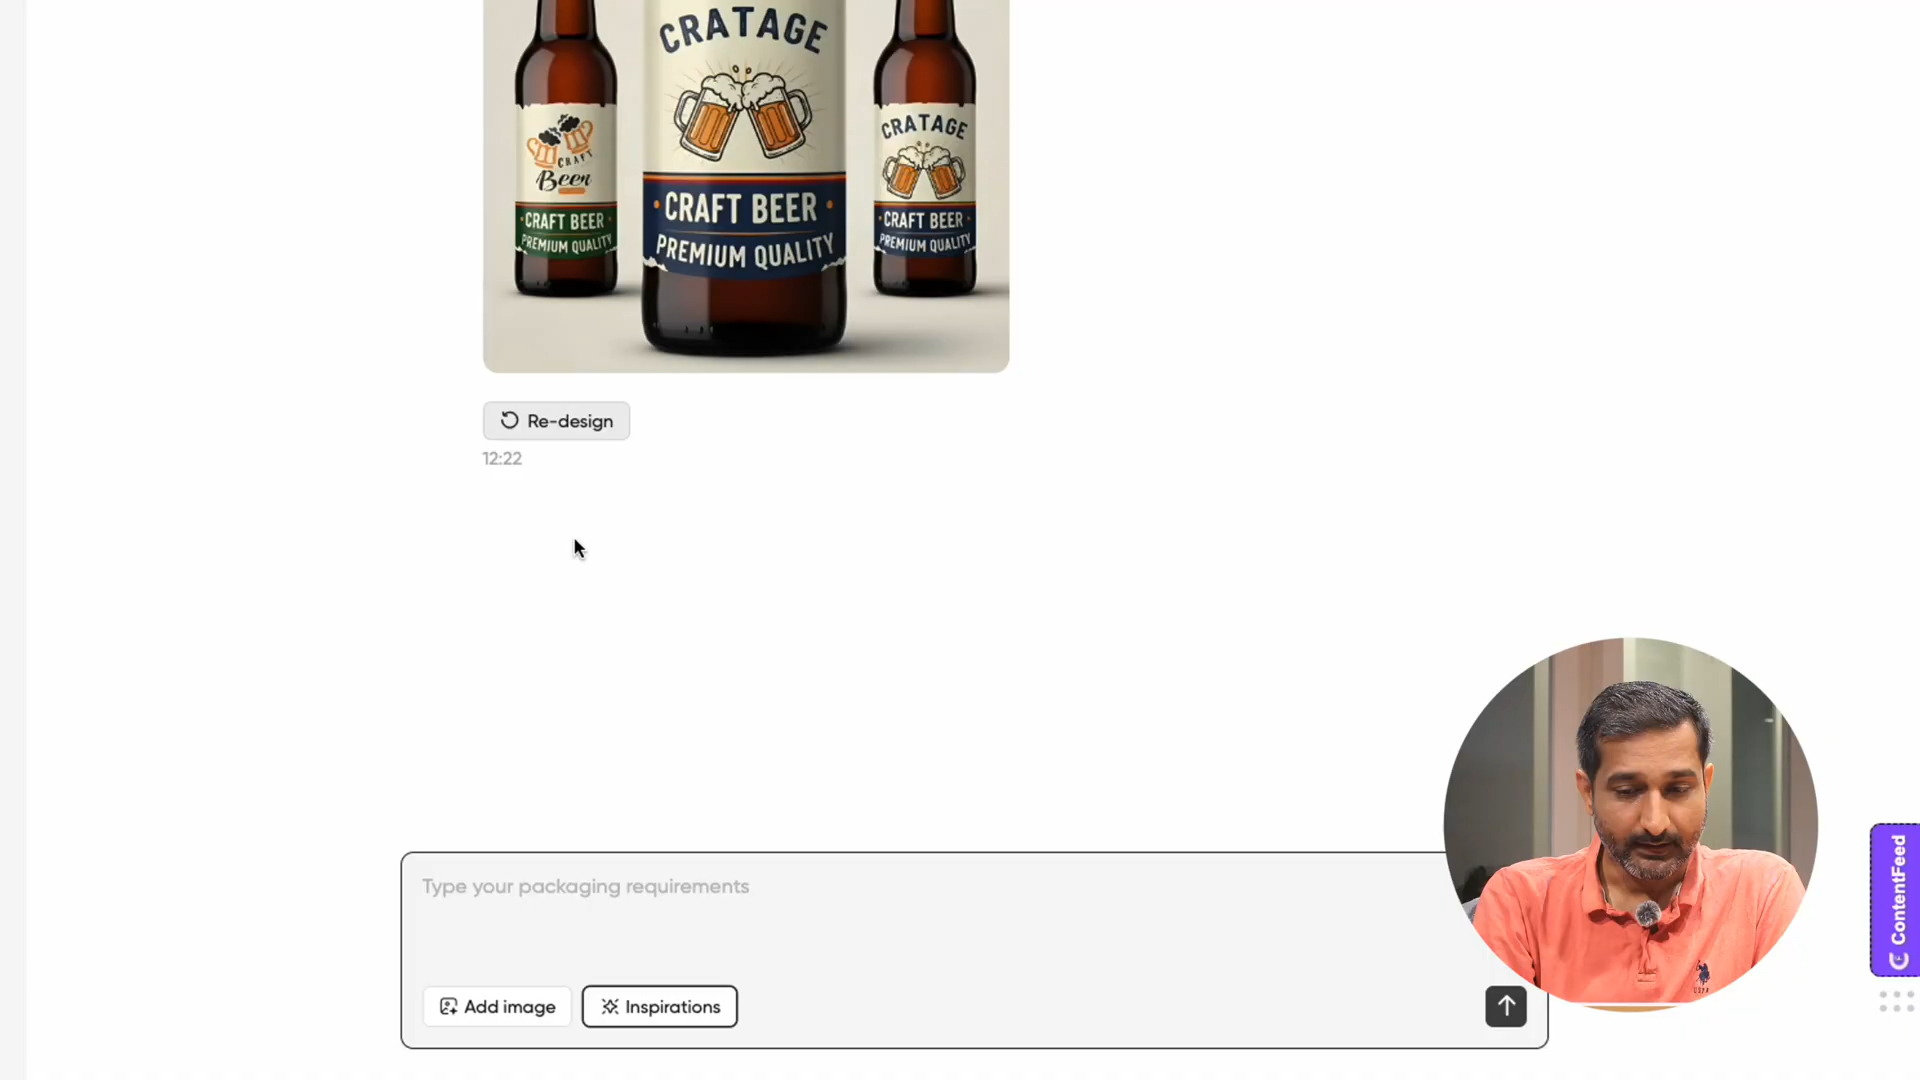 CRATAGE
CRAFT BEER
PREMIUM QUALITY
CRAFT
Beer
CRAFT BEER
PREMIUM QUALITY
CRATAGE
CRAFT BEER
PREMIUM QUALITY
Re-design
12:22
Type your packaging requirements
Add image
Inspirations
ContentFeed